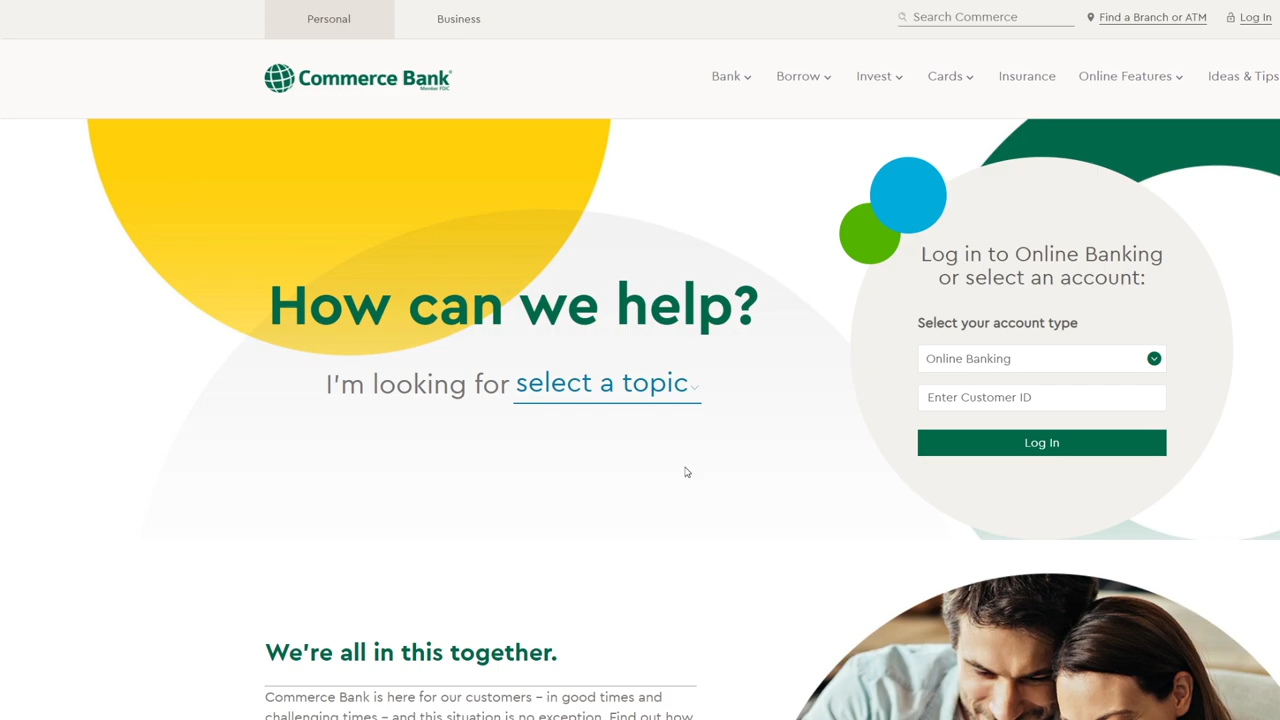 Personal
Business
Search Commerce
Find a Branch or ATM
Log In
Commerce Bank
Member FDIC
Bank
Borrow
Invest
Cards
Insurance
Online Features
Ideas & Tips
How can we help?
I'm looking for select a topic
Log in to Online Banking
or select an account:
Select your account type
Online Banking
Enter Customer ID
Log In
We're all in this together.
Commerce Bank is here for our customers – in good times and
challenging times – and this situation is no exception. Find out how